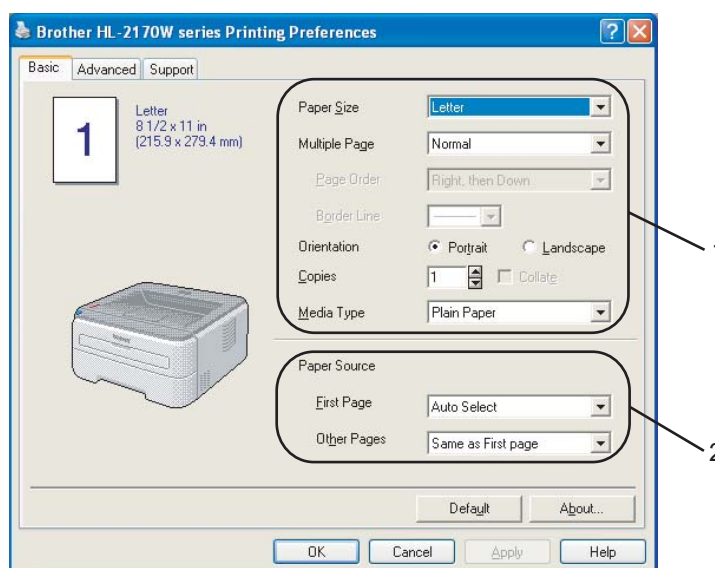 Brother HL-2170W series Printing Preferences
Basic Advanced Support
1
Letter
8 1/2 x 11 in
(215.9 x 279.4 mm)
Paper Size Letter
Multiple Page Normal
Page Order Right, then Down
Border Line
Orientation Portrait Landscape
Copies 1 Collate
Media Type Plain Paper
1
Paper Source
First Page Auto Select
Other Pages Same as First page
2
Default About...
OK Cancel Apply Help